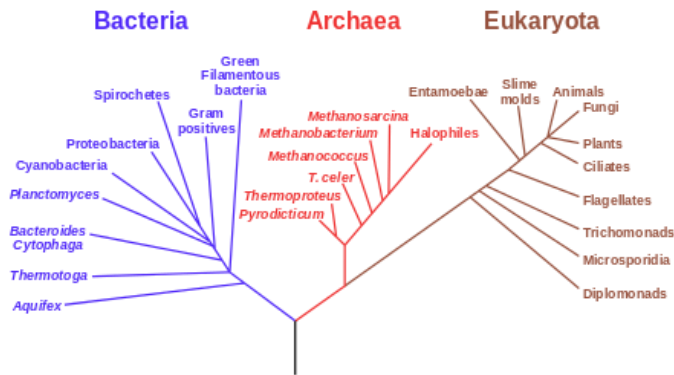 Bacteria
Archaea
Eukaryota
Green
Filamentous
bacteria
Spirochetes
Gram
positives
Proteobacteria
Cyanobacteria
Planctomyces
Bacteroides
Cytophaga
Thermotoga
Aquifex
Methanosarcina
Methanobacterium
Halophiles
Methanococcus
T. celer
Thermoproteus
Pyrodicticum
Entamoebae
Slime
molds
Animals
Fungi
Plants
Ciliates
Flagellates
Trichomonads
Microsporidia
Diplomonads